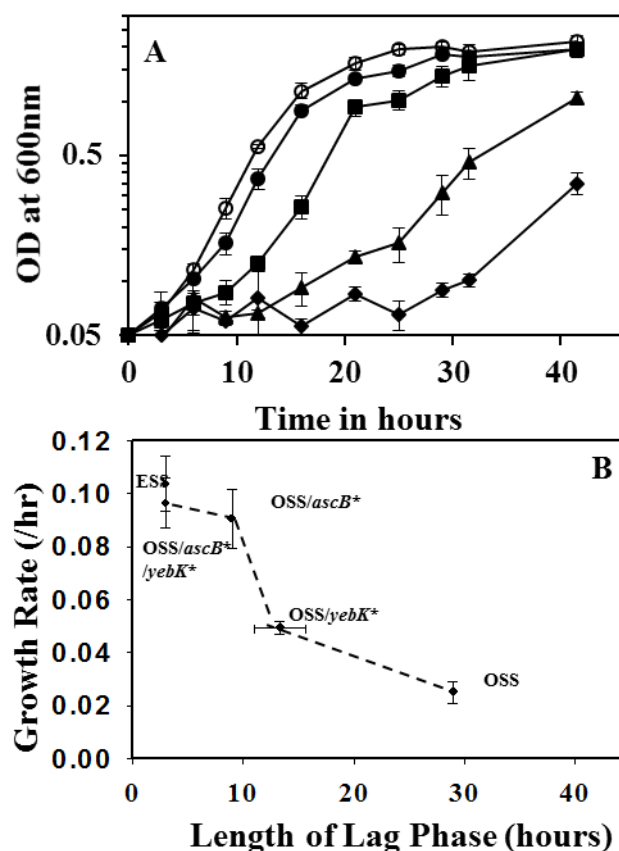 A
OD at 600nm
0.5
0.05
0
10
20
30
40
Time in hours
B
Growth Rate (/hr)
0.12
0.10
0.08
0.06
0.04
0.02
0.00
ESS
OSS/ascB*
OSS/ascB*
/yebK*
OSS/yebK*
OSS
0
10
20
30
40
Length of Lag Phase (hours)